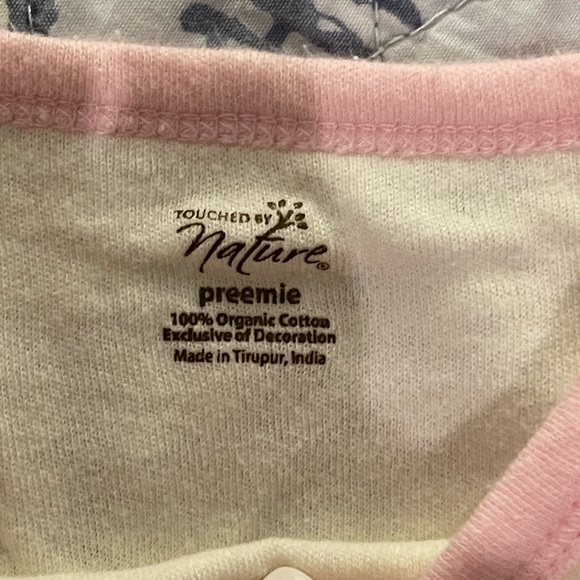 TOUCHED BY
Nature®
preemie
100% Organic Cotton
Exclusive of Decoration
Made in Tirupur, India